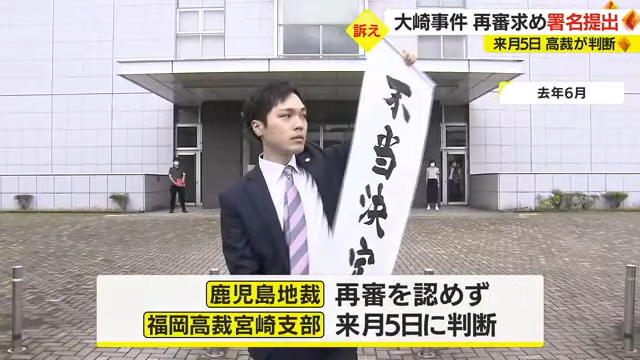 訴え
大崎事件 再審求め署名提出
来月5日 高裁が判断
去年6月
不当決定
鹿児島地裁 再審を認めず
福岡高裁宮崎支部 来月5日に判断